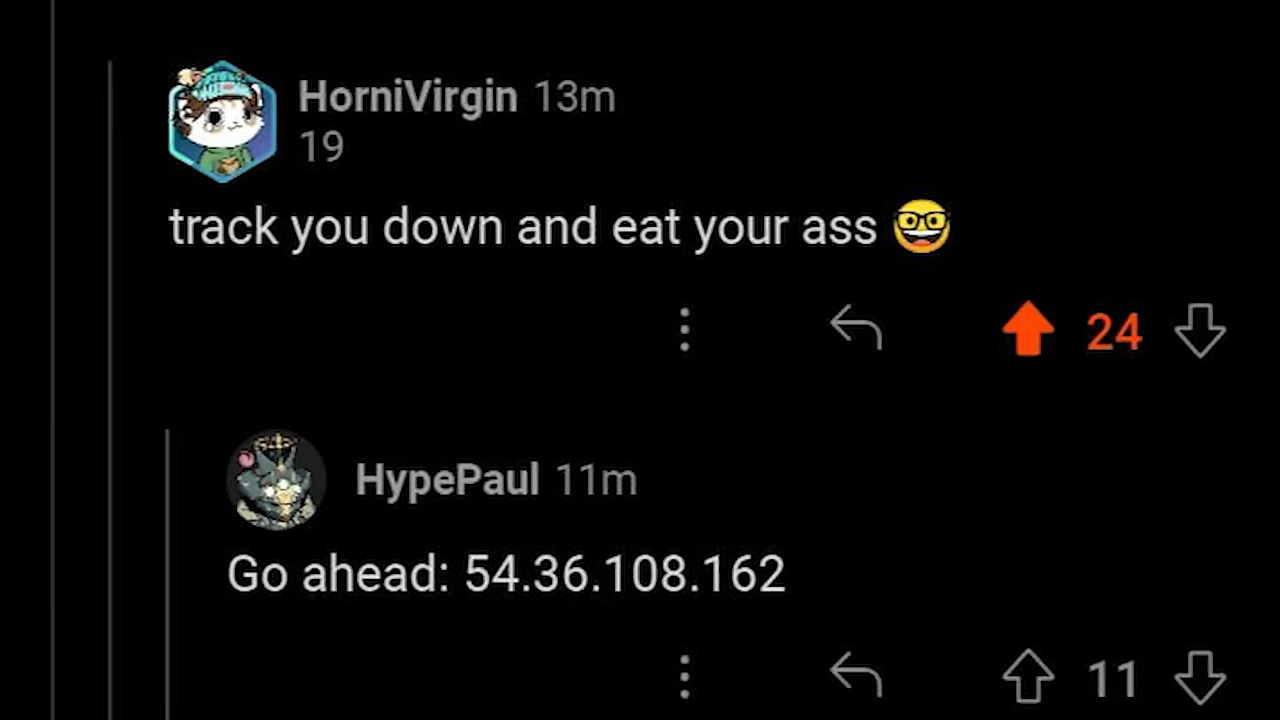 HorniVirgin 13m
19
track you down and eat your ass 🤓
24
HypePaul 11m
Go ahead: 54.36.108.162
11